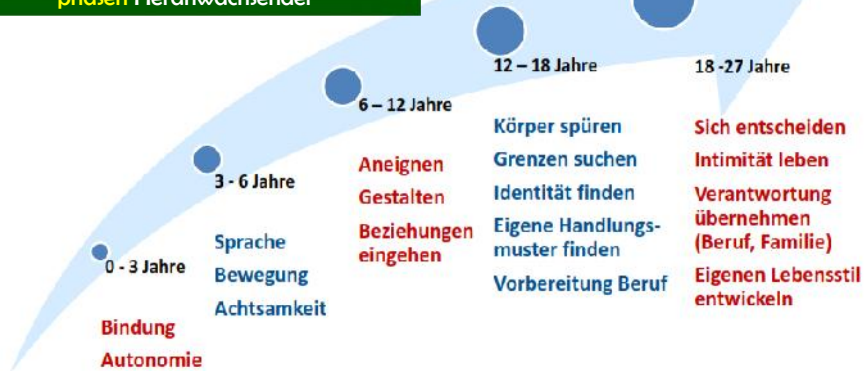 phasen Heranwachsender
0 - 3 Jahre
Bindung
Autonomie
3 - 6 Jahre
Sprache
Bewegung
Achtsamkeit
6 – 12 Jahre
Aneignen
Gestalten
Beziehungen
eingehen
12 – 18 Jahre
Körper spüren
Grenzen suchen
Identität finden
Eigene Handlungs-
muster finden
Vorbereitung Beruf
18 -27 Jahre
Sich entscheiden
Intimität leben
Verantwortung
übernehmen
(Beruf, Familie)
Eigenen Lebensstil
entwickeln